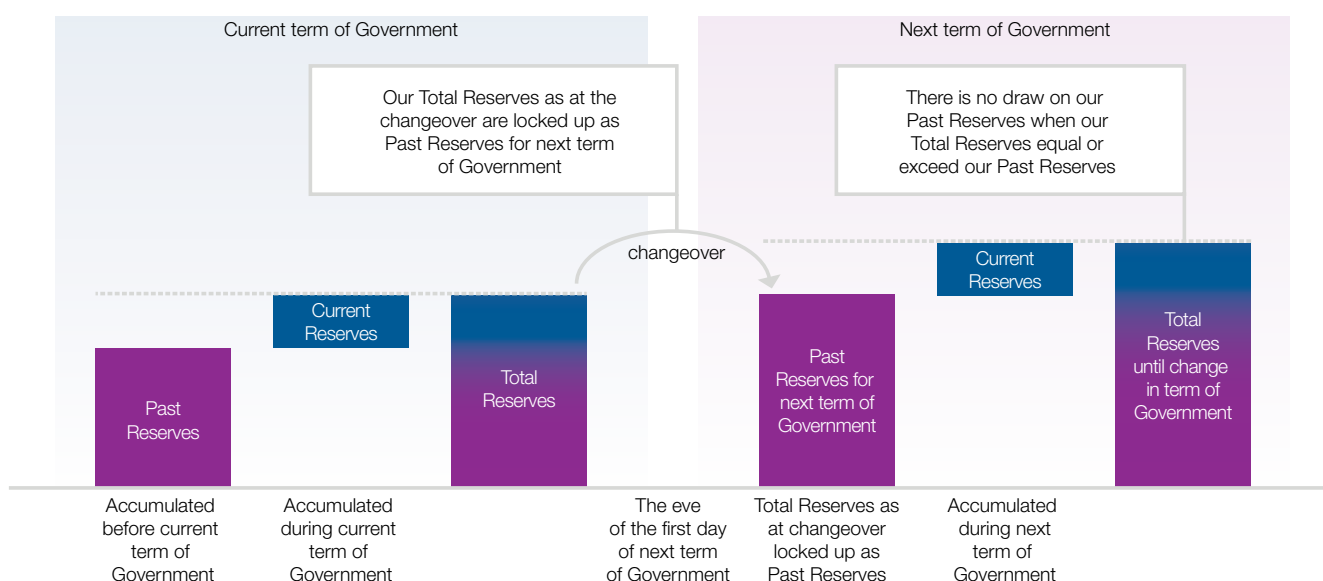 Current term of Government
Next term of Government
Our Total Reserves as at the
changeover are locked up as
Past Reserves for next term
of Government
There is no draw on our
Past Reserves when our
Total Reserves equal or
exceed our Past Reserves
changeover
Past
Reserves
Current
Reserves
Total
Reserves
Past
Reserves for
next term of
Government
Current
Reserves
Total
Reserves
until change
in term of
Government
Accumulated
before current
term of
Government
Accumulated
during current
term of
Government
The eve
of the first day
of next term
of Government
Total Reserves as
at changeover
locked up as
Past Reserves
Accumulated
during next
term of
Government